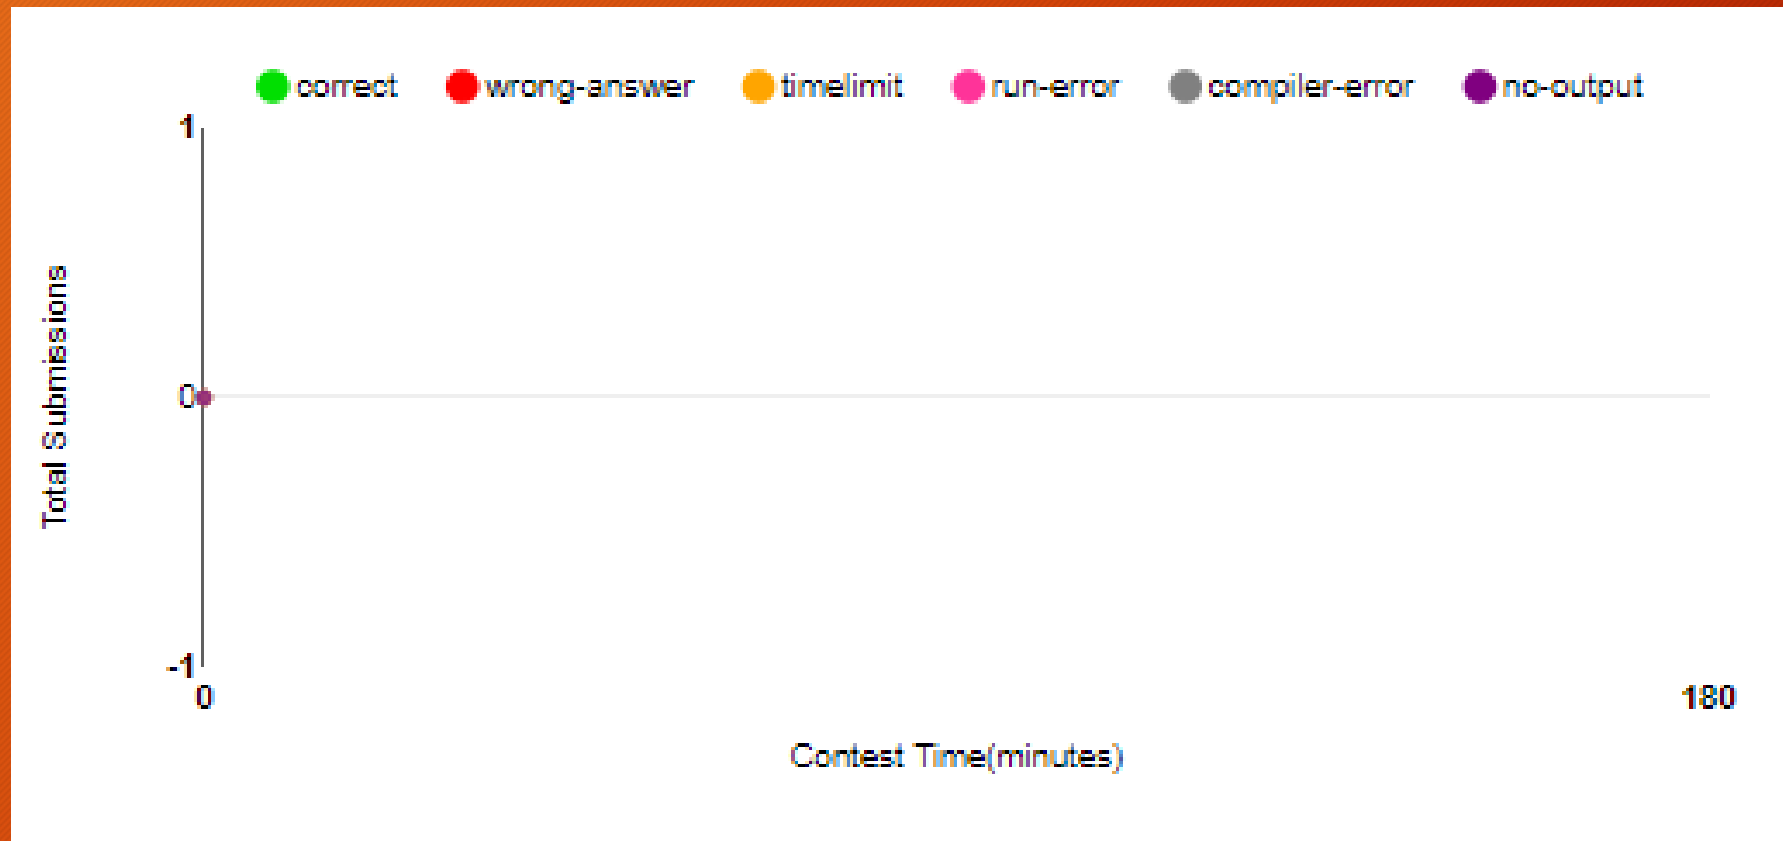 correct wrong-answer timelimit run-error compiler-error no-output
1
Total Submissions
0
-1
0 180
Contest Time(minutes)